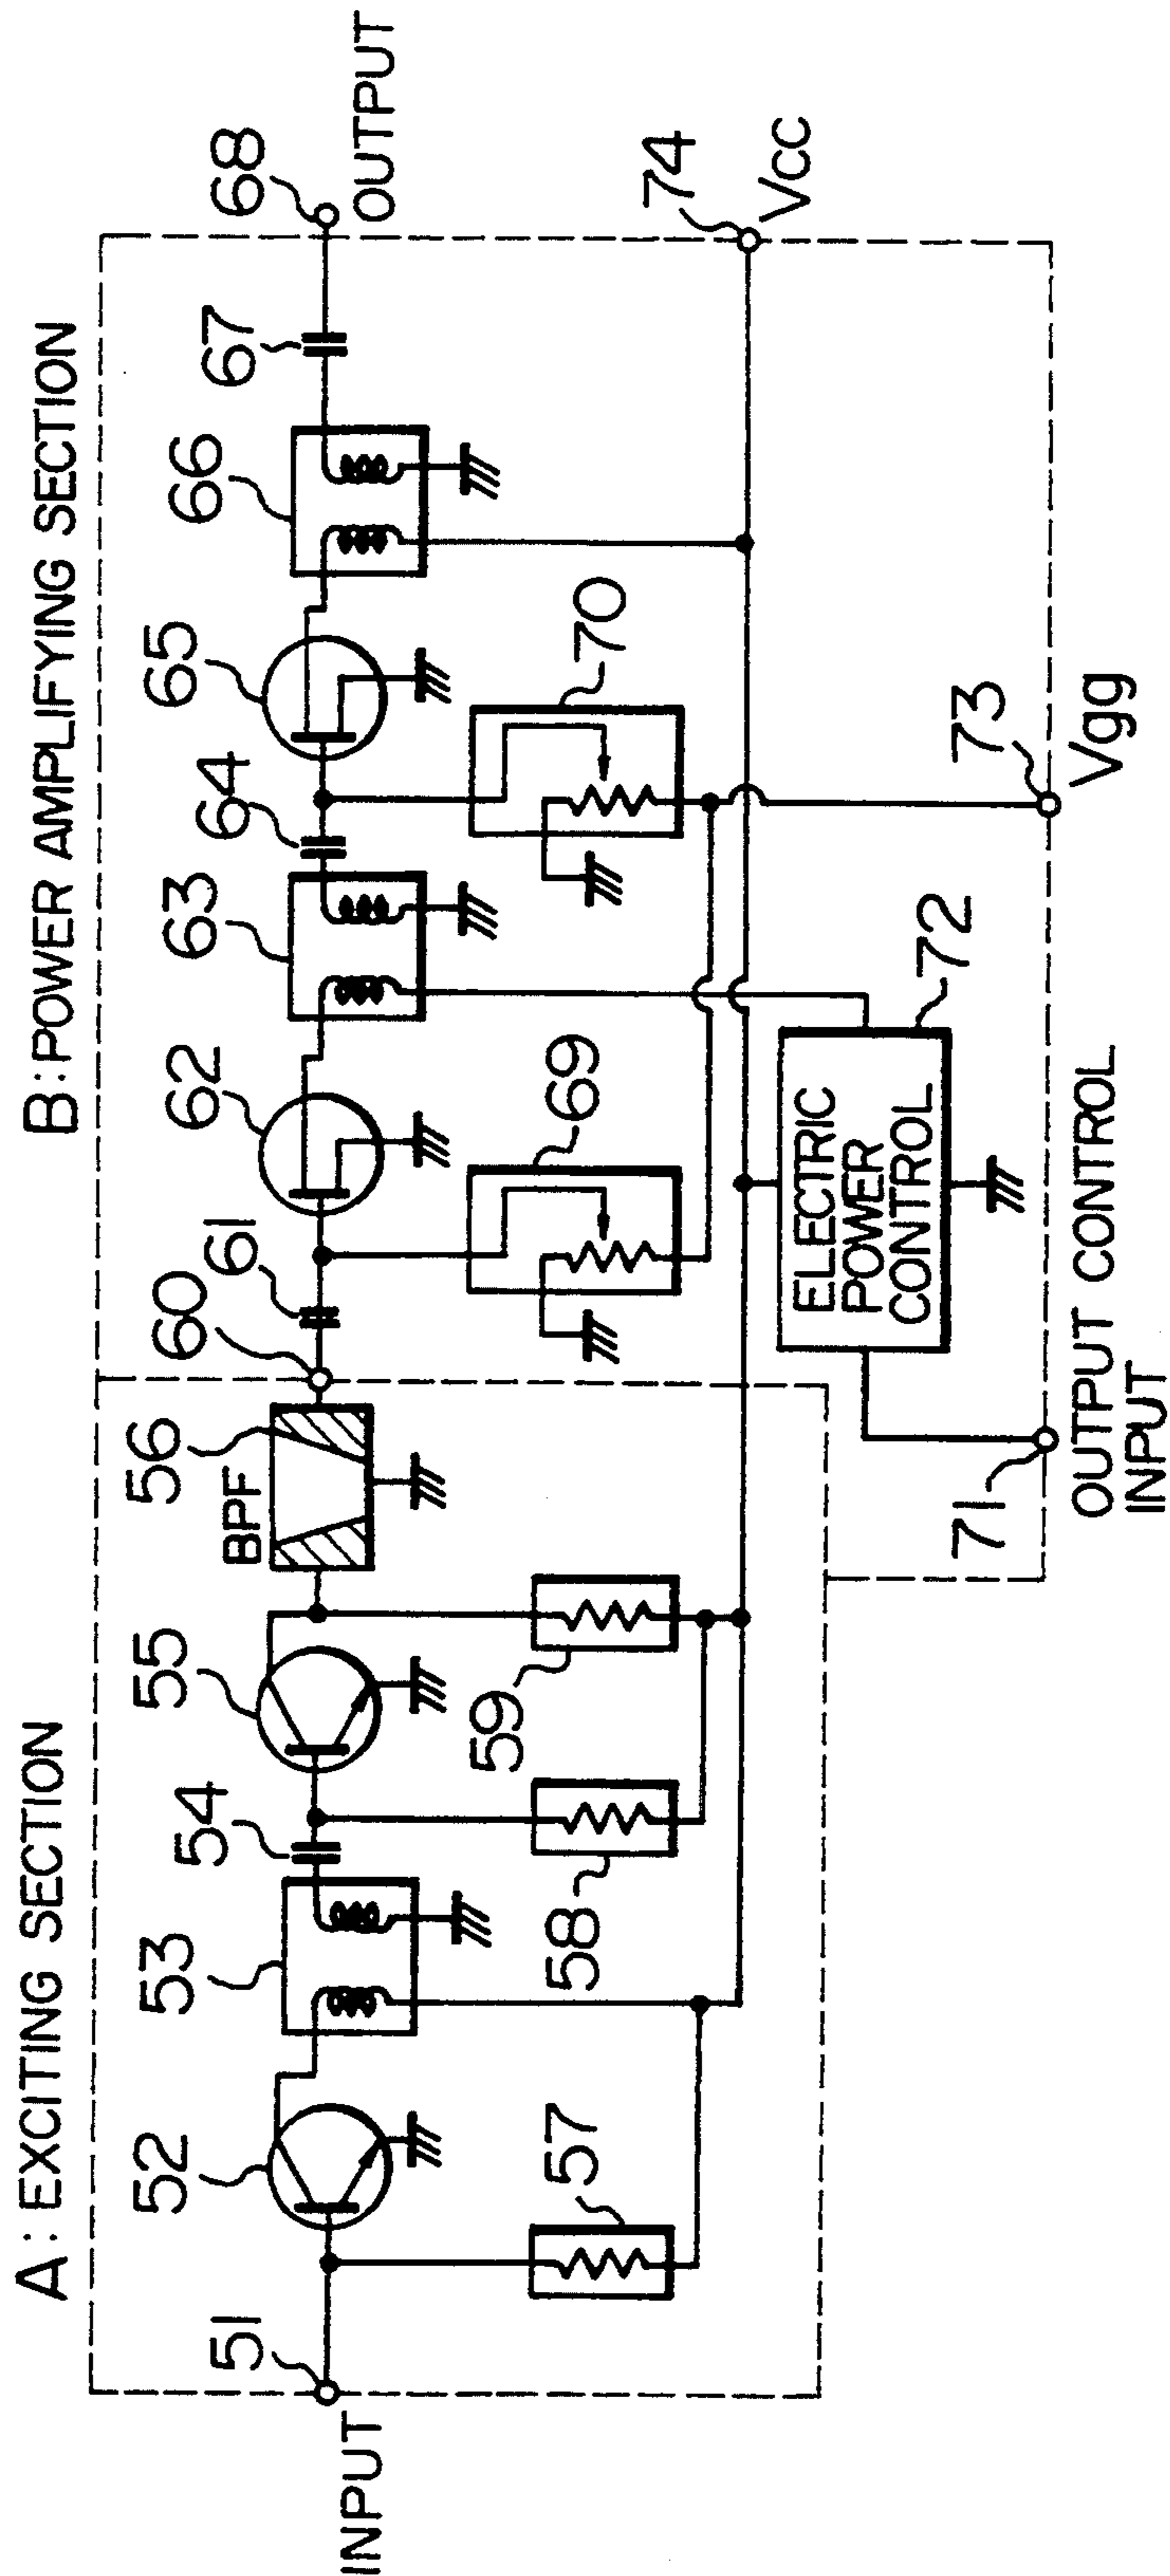 A: EXCITING SECTION
B: POWER AMPLIFYING SECTION
INPUT
51
52
53
54
55
BPF
56
60
61
62
63
64
65
66
67
68
OUTPUT
57
58
59
69
70
ELECTRIC
POWER
CONTROL
72
74
Vcc
71
OUTPUT CONTROL
INPUT
73
Vgg